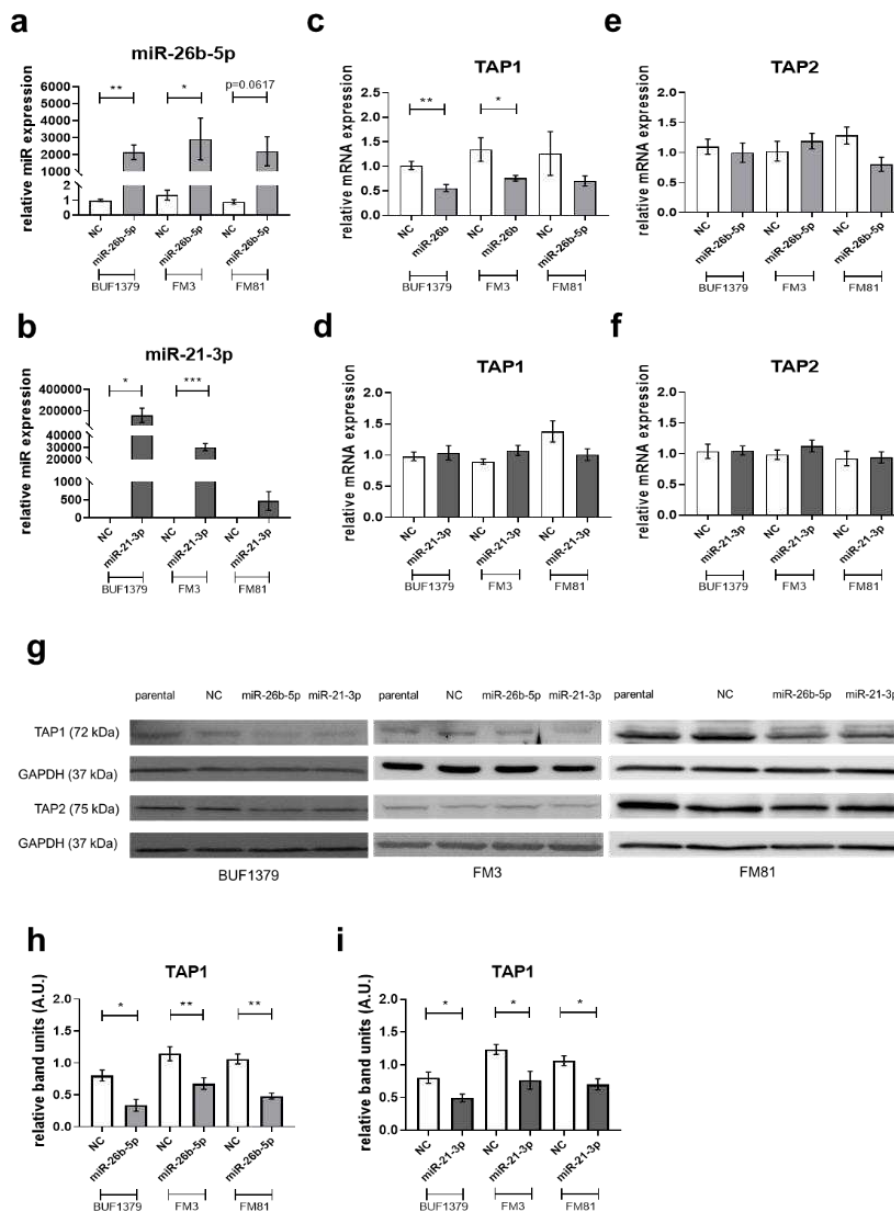 a
miR-26b-5p
relative miR expression
6000
5000
4000
3000
2000
1000
2
1
0
** * p=0.0617
NC miR-26b-5p NC miR-26b-5p NC miR-26b-5p
BUF1379 FM3 FM81
c
TAP1
relative mRNA expression
2.0
1.5
1.0
0.5
0.0
** *
NC miR-26b NC miR-26b NC miR-26b-5p
BUF1379 FM3 FM81
e
TAP2
relative mRNA expression
2.0
1.5
1.0
0.5
0.0
NC miR-26b-5p NC miR-26b-5p NC miR-26b-5p
BUF1379 FM3 FM81
b
miR-21-3p
relative miR expression
400000
200000
40000
30000
20000
500
0
* ***
NC miR-21-3p NC miR-21-3p NC miR-21-3p
BUF1379 FM3 FM81
d
TAP1
relative mRNA expression
2.0
1.5
1.0
0.5
0.0
NC miR-21-3p NC miR-21-3p NC miR-21-3p
BUF1379 FM3 FM81
f
TAP2
relative mRNA expression
2.0
1.5
1.0
0.5
0.0
NC miR-21-3p NC miR-21-3p NC miR-21-3p
BUF1379 FM3 FM81
g
parental NC miR-26b-5p miR-21-3p parental NC miR-26b-5p miR-21-3p parental NC miR-26b-5p miR-21-3p
TAP1 (72 kDa)
GAPDH (37 kDa)
TAP2 (75 kDa)
GAPDH (37 kDa)
BUF1379 FM3 FM81
h
TAP1
relative band units (A.U.)
2.0
1.5
1.0
0.5
0.0
* ** **
NC miR-26b-5p NC miR-26b-5p NC miR-26b-5p
BUF1379 FM3 FM81
i
TAP1
relative band units (A.U.)
2.0
1.5
1.0
0.5
0.0
* * *
NC miR-21-3p NC miR-21-3p NC miR-21-3p
BUF1379 FM3 FM81